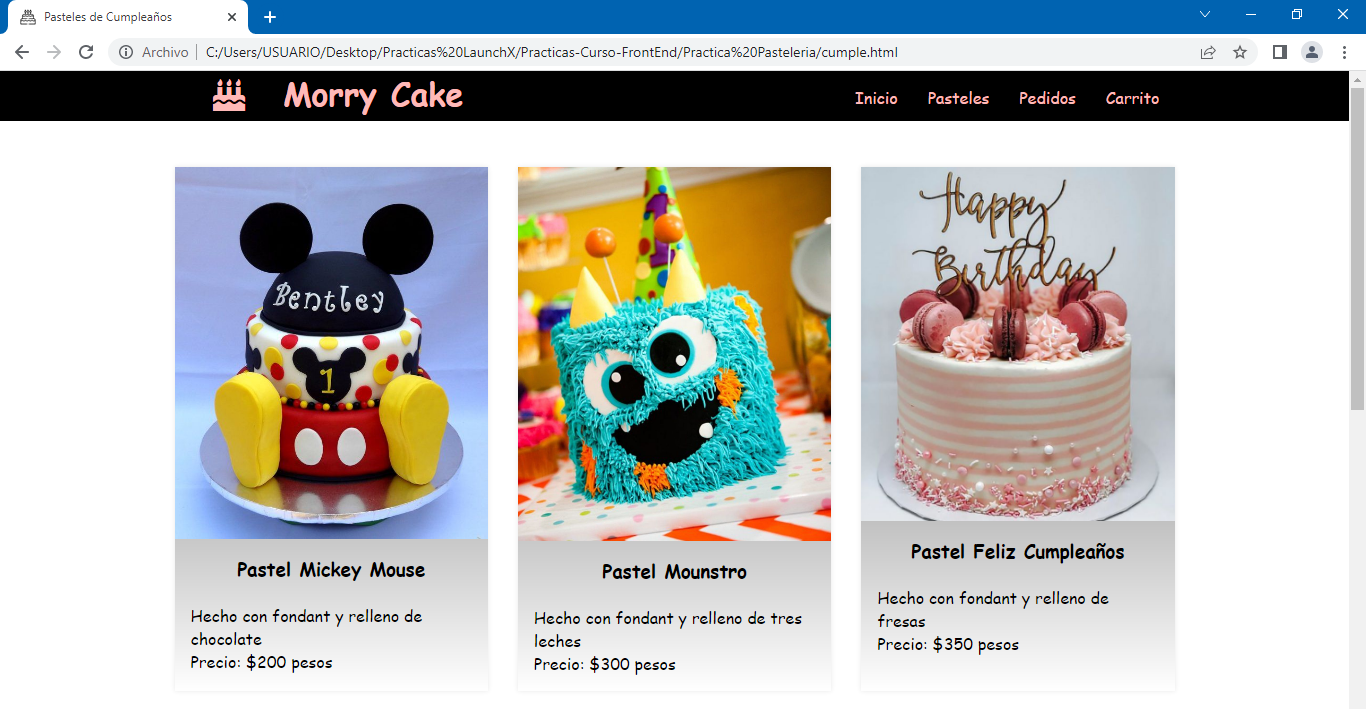 Pasteles de Cumpleaños
Archivo
C:/Users/USUARIO/Desktop/Practicas%20LaunchX/Practicas-Curso-FrontEnd/Practica%20Pasteleria/cumple.html
Morry Cake
Inicio Pasteles Pedidos Carrito
Bentley
1
Happy
Birthday
Pastel Mickey Mouse
Hecho con fondant y relleno de
chocolate
Precio: $200 pesos
Pastel Mounstro
Hecho con fondant y relleno de tres
leches
Precio: $300 pesos
Pastel Feliz Cumpleaños
Hecho con fondant y relleno de
fresas
Precio: $350 pesos